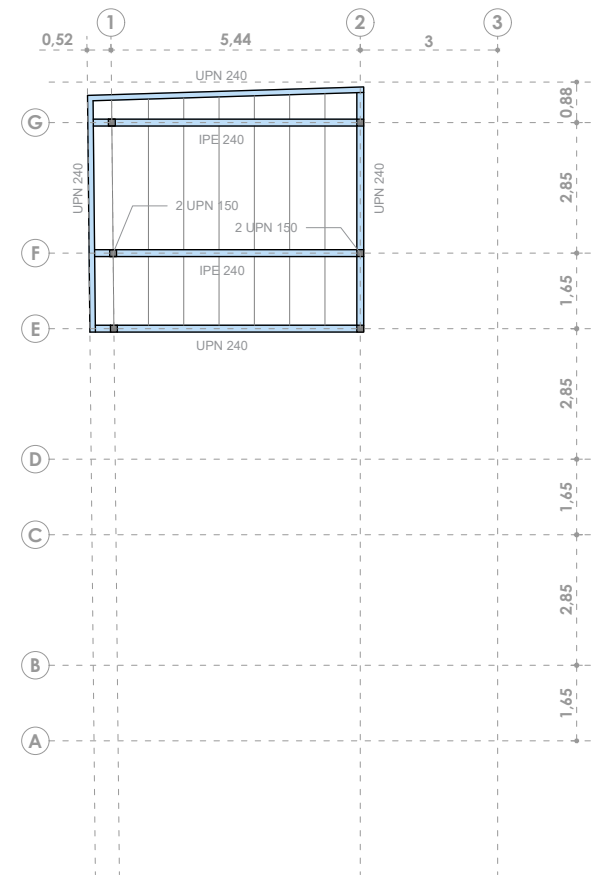 1
2
3
0,52
5,44
3
UPN 240
0,88
G
IPE 240
UPN 240
UPN 240
2,85
2 UPN 150
2 UPN 150
F
IPE 240
1,65
E
UPN 240
2,85
D
1,65
C
2,85
B
1,65
A